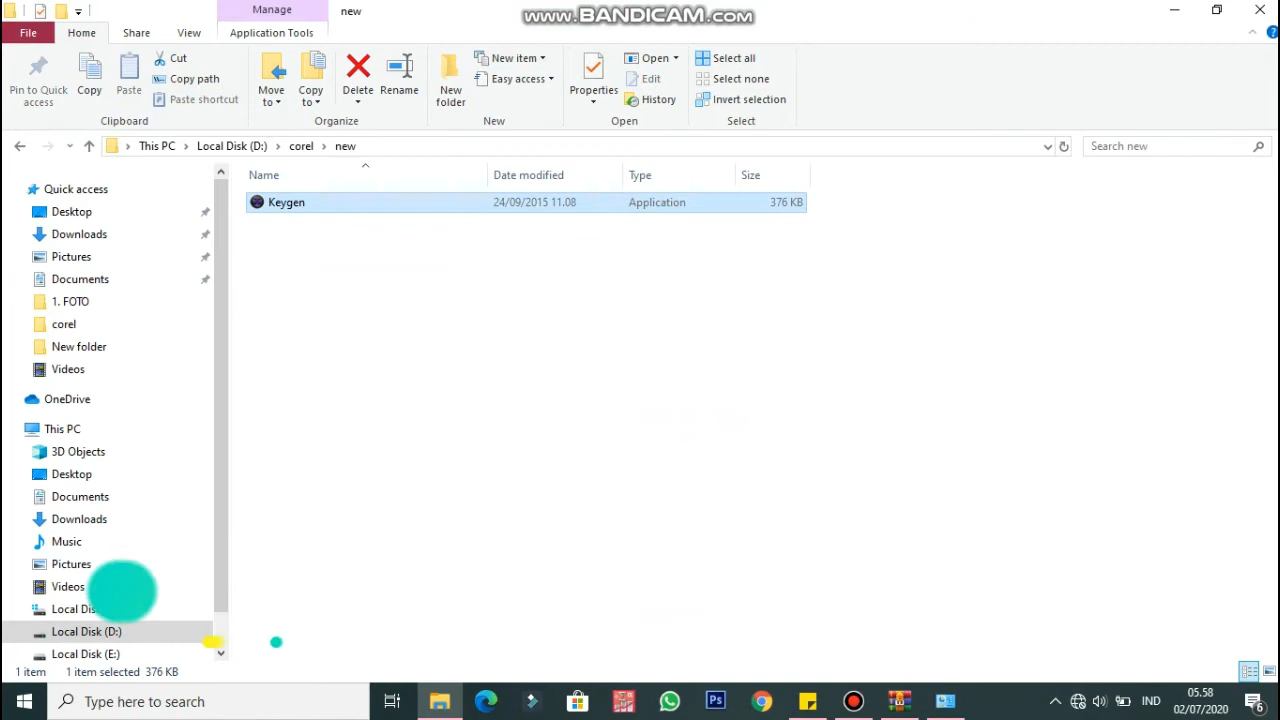 Manage
new
www.BANDICAM.com
File
Home
Share
View
Application Tools
Pin to Quick access
Copy
Paste
Cut
Copy path
Paste shortcut
Clipboard
Move to
Copy to
Delete
Rename
Organize
New folder
New item
Easy access
New
Properties
Open
Edit
History
Open
Select all
Select none
Invert selection
Select
This PC > Local Disk (D:) > corel > new
Search new
Name
Date modified
Type
Size
Keygen
24/09/2015 11.08
Application
376 KB
Quick access
Desktop
Downloads
Pictures
Documents
1. FOTO
corel
New folder
Videos
OneDrive
This PC
3D Objects
Desktop
Documents
Downloads
Music
Pictures
Videos
Local
Local Disk (D:)
Local Disk (E:)
1 item
1 item selected 376 KB
Type here to search
Ps
IND
05.58
02/07/2020
6